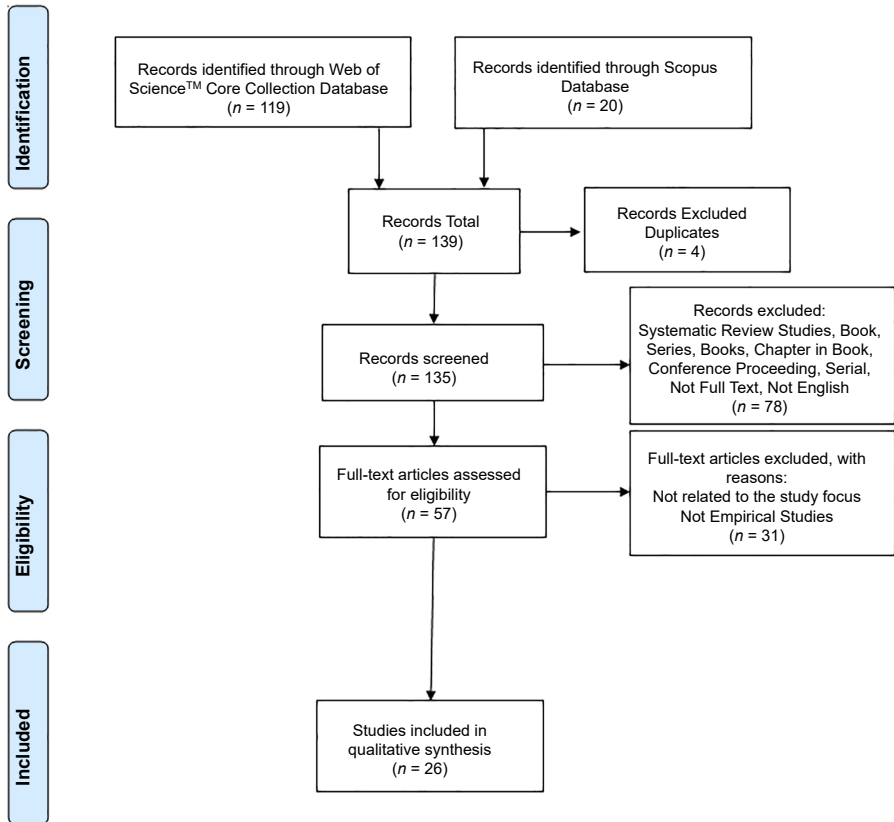 Identification
Records identified through Web of
Science™ Core Collection Database
(n = 119)
Records identified through Scopus
Database
(n = 20)
Records Total
(n = 139)
Records Excluded
Duplicates
(n = 4)
Screening
Records screened
(n = 135)
Records excluded:
Systematic Review Studies, Book,
Series, Books, Chapter in Book,
Conference Proceeding, Serial,
Not Full Text, Not English
(n = 78)
Eligibility
Full-text articles assessed
for eligibility
(n = 57)
Full-text articles excluded, with
reasons:
Not related to the study focus
Not Empirical Studies
(n = 31)
Included
Studies included in
qualitative synthesis
(n = 26)